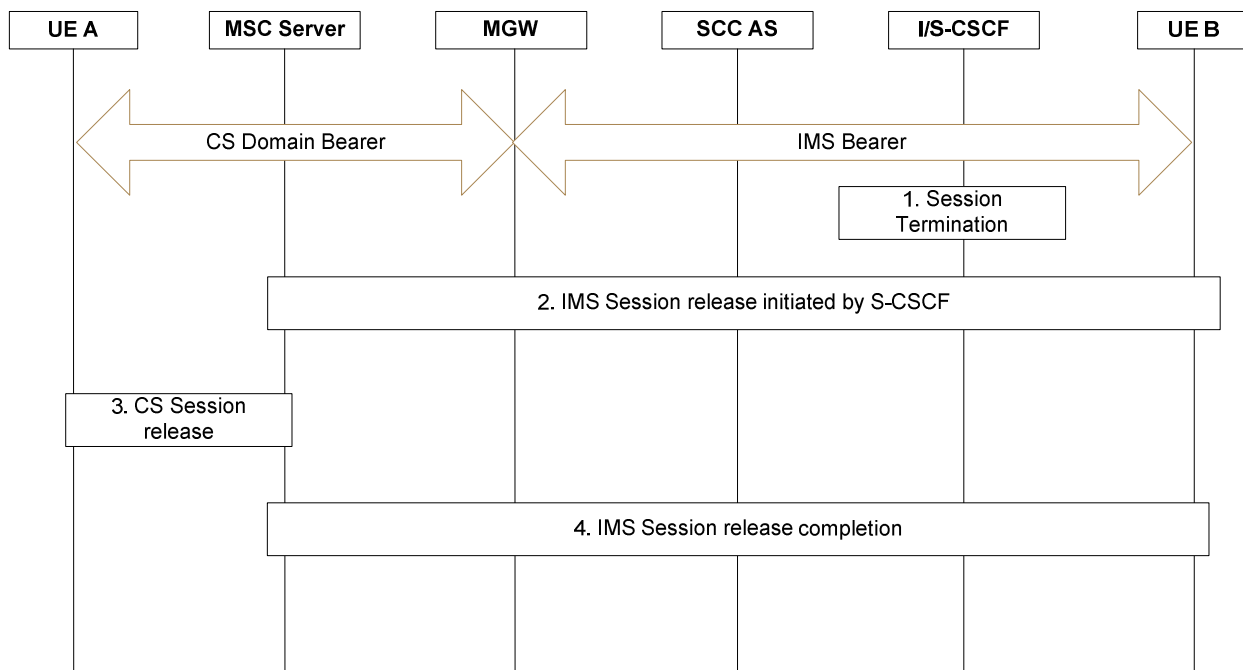 UE A
MSC Server
MGW
SCC AS
I/S-CSCF
UE B
CS Domain Bearer
IMS Bearer
1. Session
Termination
2. IMS Session release initiated by S-CSCF
3. CS Session
release
4. IMS Session release completion